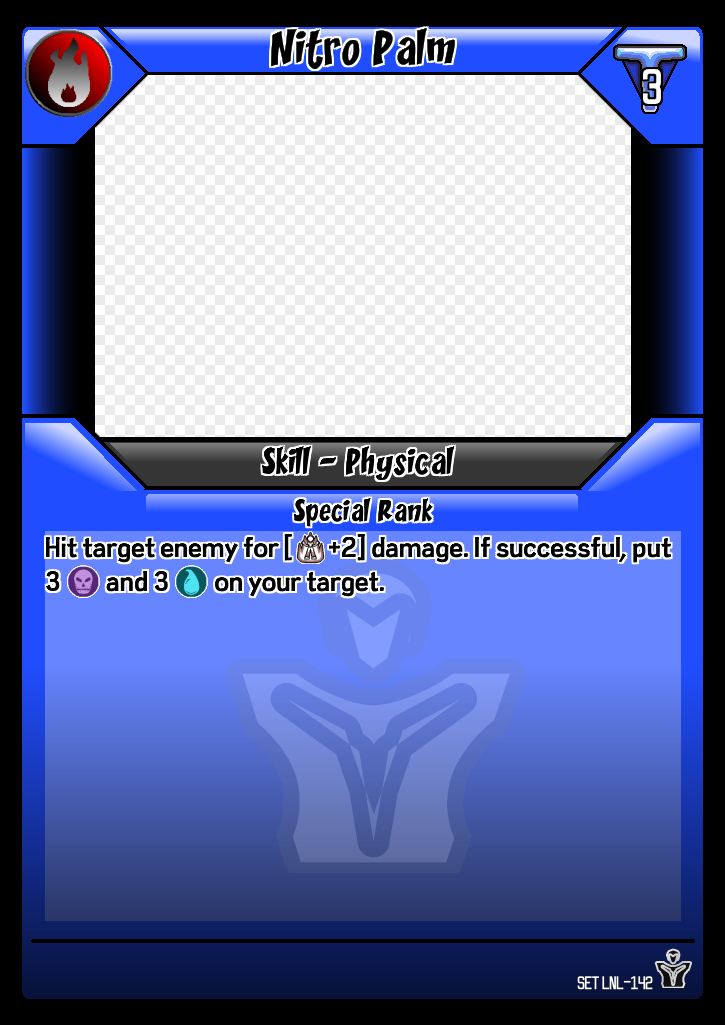 Nitro Palm
3
Skill - Physical
Special Rank
Hit target enemy for [ +2] damage. If successful, put
3 and 3 on your target.
SET LNL-142